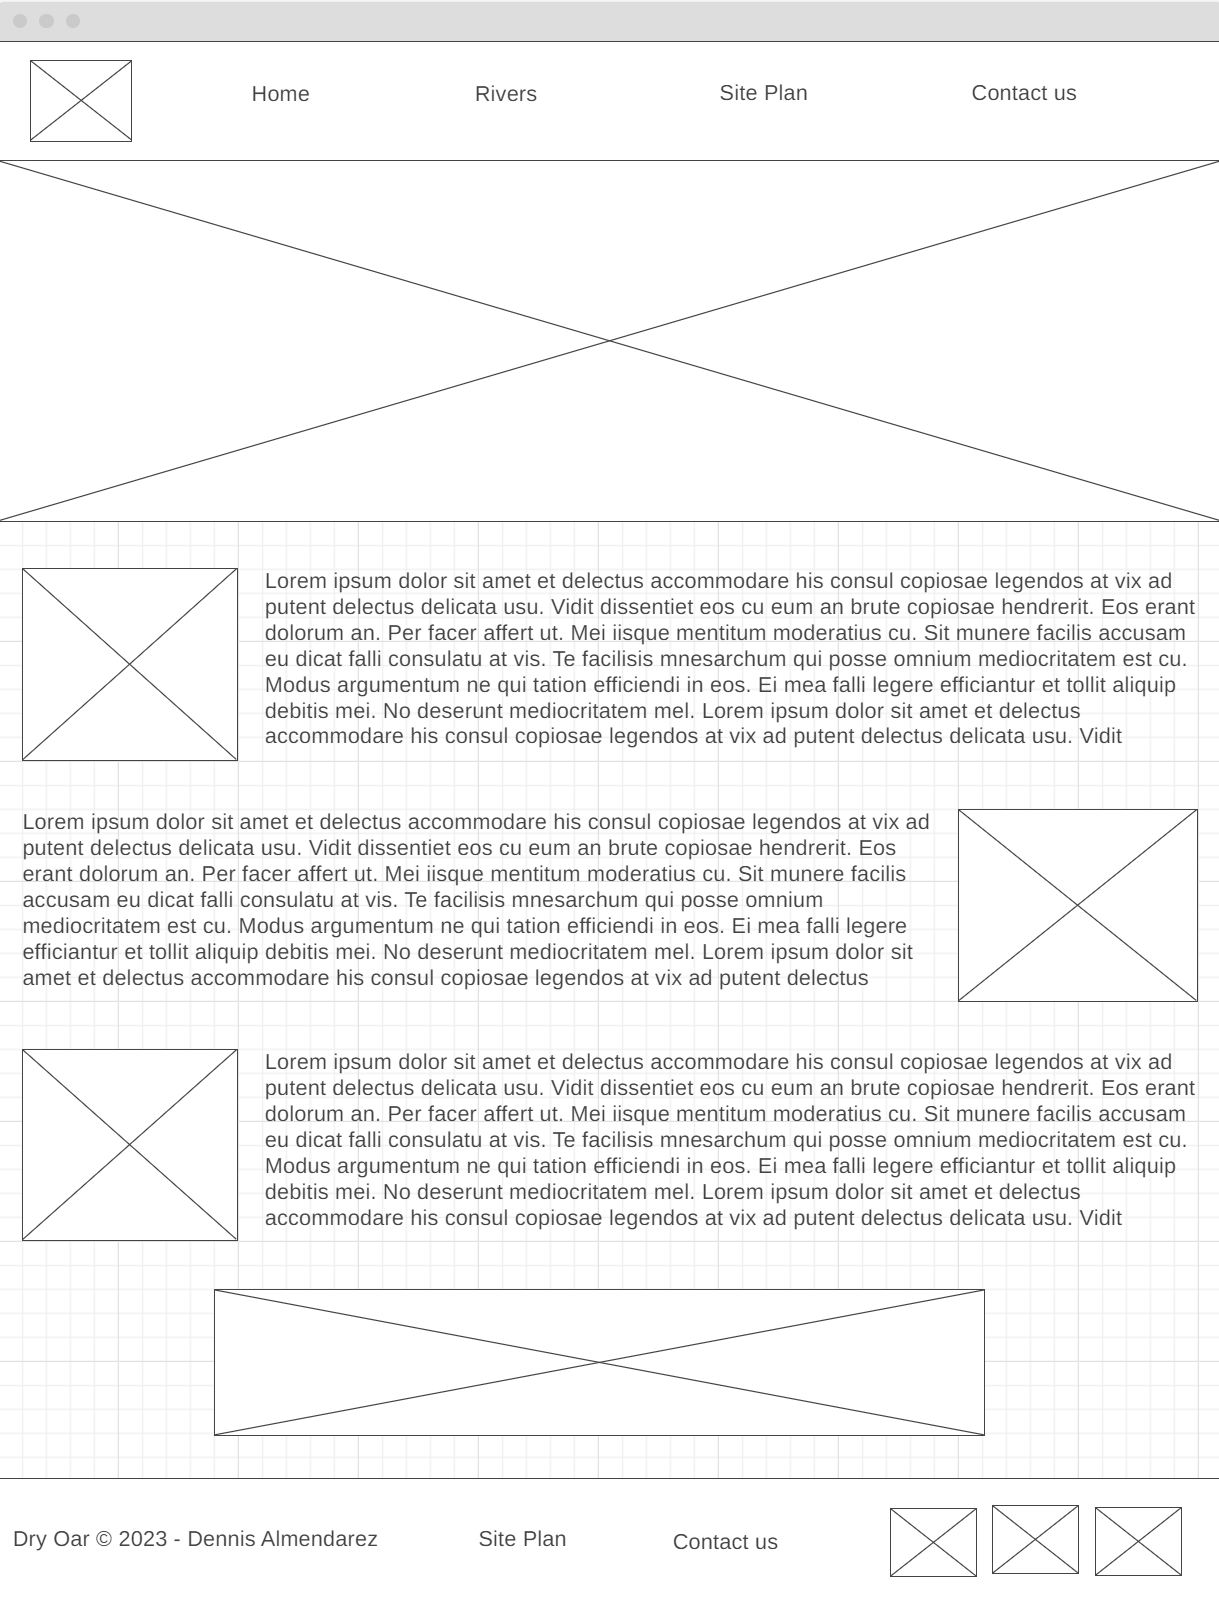 Home
Rivers
Site Plan
Contact us
Lorem ipsum dolor sit amet et delectus accommodare his consul copiosae legendos at vix ad
putent delectus delicata usu. Vidit dissentiet eos cu eum an brute copiosae hendrerit. Eos erant
dolorum an. Per facer affert ut. Mei iisque mentitum moderatius cu. Sit munere facilis accusam
eu dicat falli consulatu at vis. Te facilisis mnesarchum qui posse omnium mediocritatem est cu.
Modus argumentum ne qui tation efficiendi in eos. Ei mea falli legere efficiantur et tollit aliquip
debitis mei. No deserunt mediocritatem mel. Lorem ipsum dolor sit amet et delectus
accommodare his consul copiosae legendos at vix ad putent delectus delicata usu. Vidit
Lorem ipsum dolor sit amet et delectus accommodare his consul copiosae legendos at vix ad
putent delectus delicata usu. Vidit dissentiet eos cu eum an brute copiosae hendrerit. Eos
erant dolorum an. Per facer affert ut. Mei iisque mentitum moderatius cu. Sit munere facilis
accusam eu dicat falli consulatu at vis. Te facilisis mnesarchum qui posse omnium
mediocritatem est cu. Modus argumentum ne qui tation efficiendi in eos. Ei mea falli legere
efficiantur et tollit aliquip debitis mei. No deserunt mediocritatem mel. Lorem ipsum dolor sit
amet et delectus accommodare his consul copiosae legendos at vix ad putent delectus
Lorem ipsum dolor sit amet et delectus accommodare his consul copiosae legendos at vix ad
putent delectus delicata usu. Vidit dissentiet eos cu eum an brute copiosae hendrerit. Eos erant
dolorum an. Per facer affert ut. Mei iisque mentitum moderatius cu. Sit munere facilis accusam
eu dicat falli consulatu at vis. Te facilisis mnesarchum qui posse omnium mediocritatem est cu.
Modus argumentum ne qui tation efficiendi in eos. Ei mea falli legere efficiantur et tollit aliquip
debitis mei. No deserunt mediocritatem mel. Lorem ipsum dolor sit amet et delectus
accommodare his consul copiosae legendos at vix ad putent delectus delicata usu. Vidit
Dry Oar © 2023 - Dennis Almendarez
Site Plan
Contact us